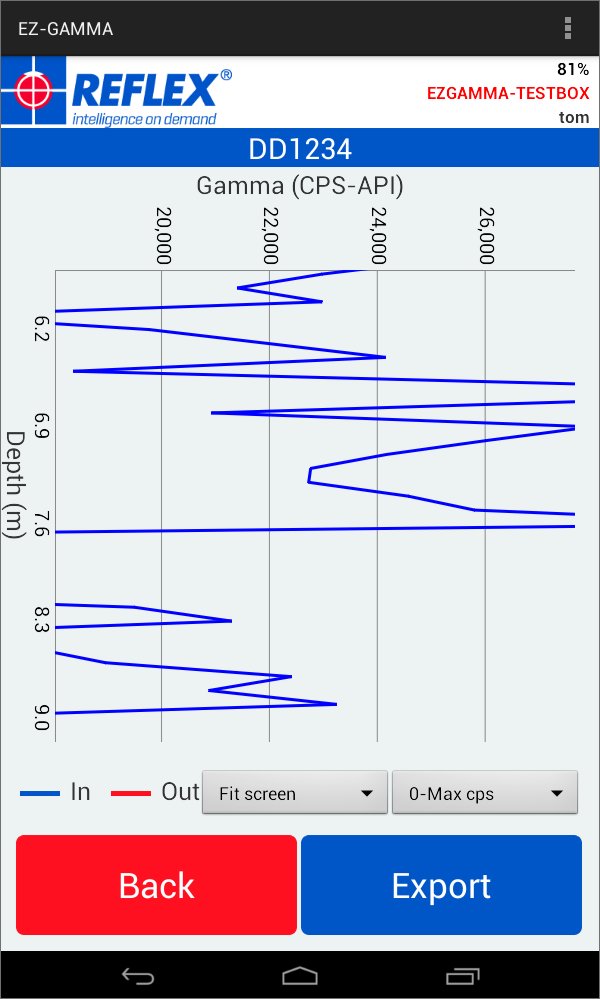 EZ-GAMMA
REFLEX®
intelligence on demand
81%
EZGAMMA-TESTBOX
tom
DD1234
Gamma (CPS-API)
20,000
22,000
24,000
26,000
Depth (m)
6.2
6.9
7.6
8.3
9.0
In
Out
Fit screen
0-Max cps
Back
Export